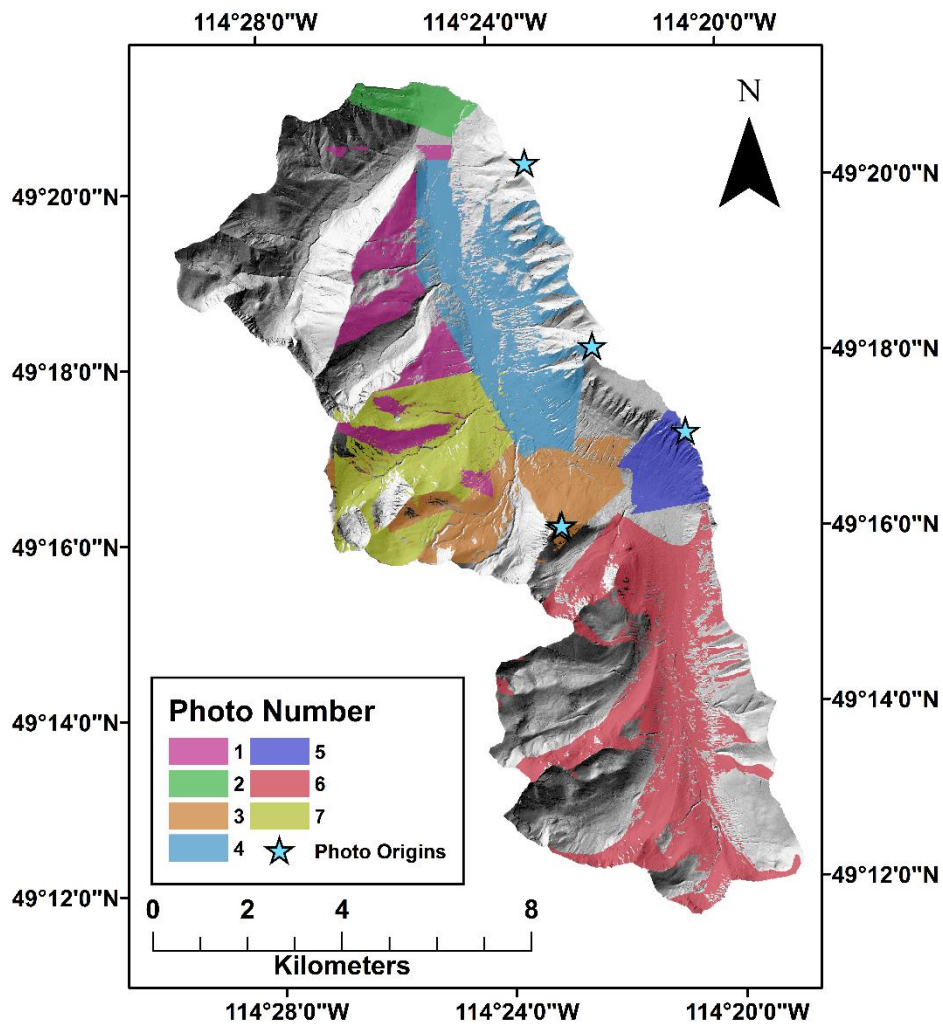 114°28'0"W 114°24'0"W 114°20'0"W
N
49°20'0"N 49°20'0"N
49°18'0"N 49°18'0"N
49°16'0"N 49°16'0"N
49°14'0"N 49°14'0"N
49°12'0"N 49°12'0"N
Photo Number
1 5
2 6
3 7
4 Photo Origins
0 2 4 8
Kilometers
114°28'0"W 114°24'0"W 114°20'0"W